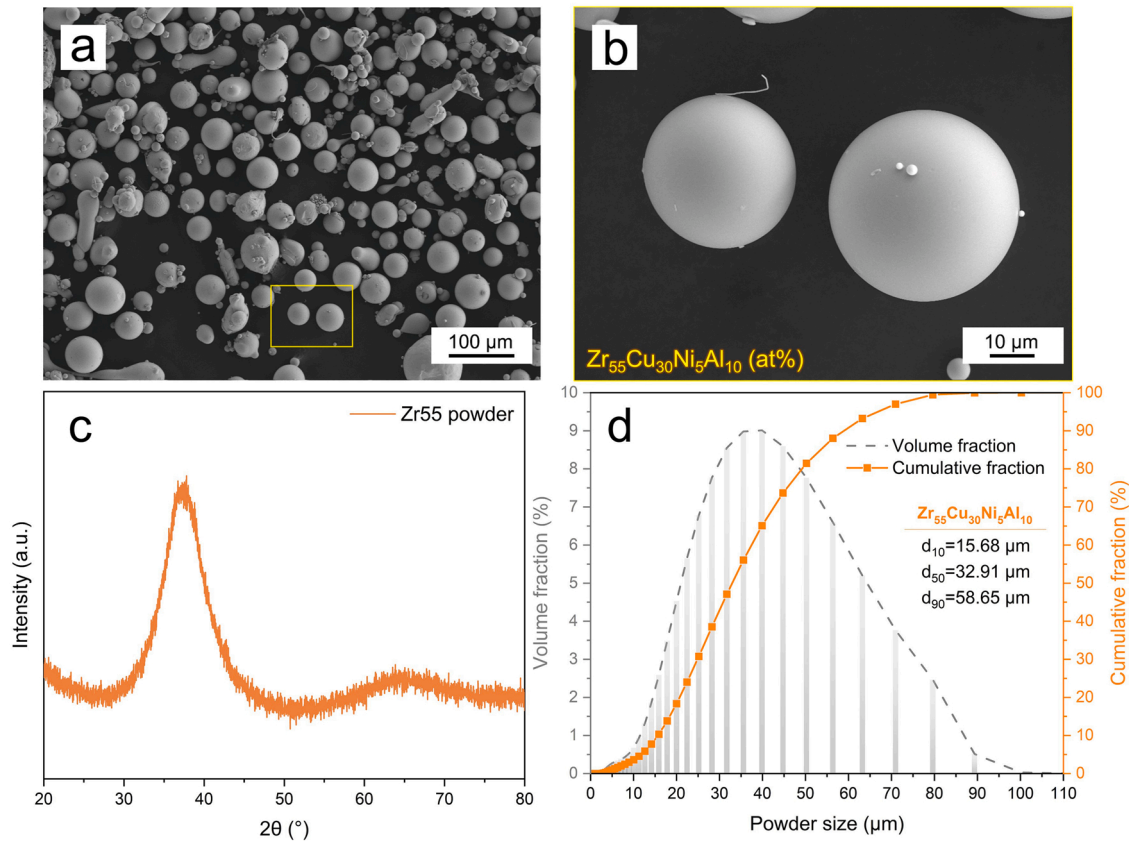 a
100 µm
b
10 µm
Zr₅₅Cu₃₀Ni₅Al₁₀ (at%)
c
Zr55 powder
Intensity (a.u.)
20 30 40 50 60 70 80
2θ (°)
d
Volume fraction
Cumulative fraction
Zr₅₅Cu₃₀Ni₅Al₁₀
d₁₀=15.68 µm
d₅₀=32.91 µm
d₉₀=58.65 µm
Volume fraction (%)
10
9
8
7
6
5
4
3
2
1
0
Cumulative fraction (%)
100
90
80
70
60
50
40
30
20
10
0
0 10 20 30 40 50 60 70 80 90 100 110
Powder size (µm)